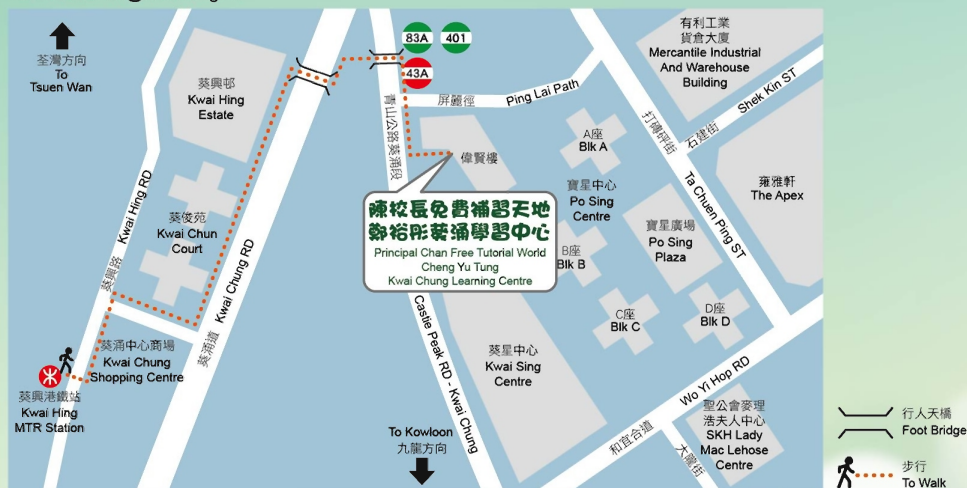 荃灣方向
To
Tsuen Wan
葵興邨
Kwai Hing
Estate
83A
401
43A
有利工業
貨倉大廈
Mercantile Industrial
And Warehouse
Building
屏麗徑
Ping Lai Path
Shek Kin ST
石建街
打磚砰街
Ta Chuen Ping ST
青山公路葵涌段
偉賢樓
A座
Blk A
寶星中心
Po Sing
Centre
雍雅軒
The Apex
葵俊苑
Kwai Chun
Court
Kwai Hing RD
葵興路
Kwai Chung RD
葵涌道
陳校長免費補習天地
鄭裕彤葵涌學習中心
Principal Chan Free Tutorial World
Cheng Yu Tung
Kwai Chung Learning Centre
寶星廣場
Po Sing
Plaza
B座
Blk B
C座
Blk C
D座
Blk D
葵涌中心商場
Kwai Chung
Shopping Centre
葵興港鐵站
Kwai Hing
MTR Station
Castle Peak RD - Kwai Chung
葵星中心
Kwai Sing
Centre
Wo Yi Hop RD
和宜合道
To Kowloon
九龍方向
大隴街
聖公會麥理
浩夫人中心
SKH Lady
Mac Lehose
Centre
行人天橋
Foot Bridge
步行
To Walk